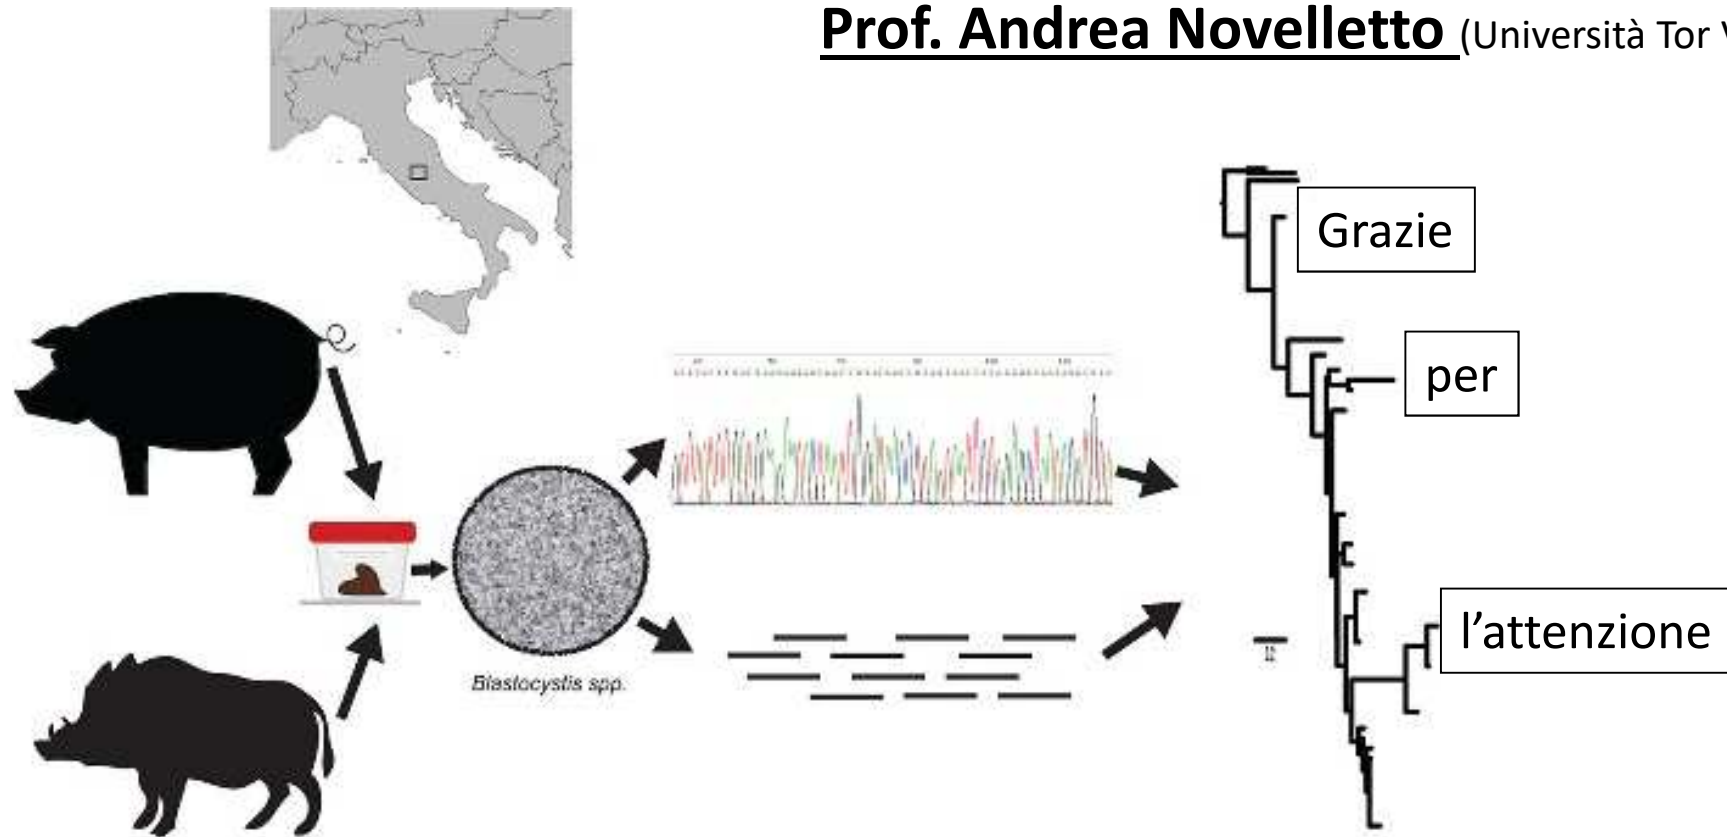 Prof. Andrea Novelletto (Università Tor V
Grazie
per
Blastocystis spp.
l'attenzione